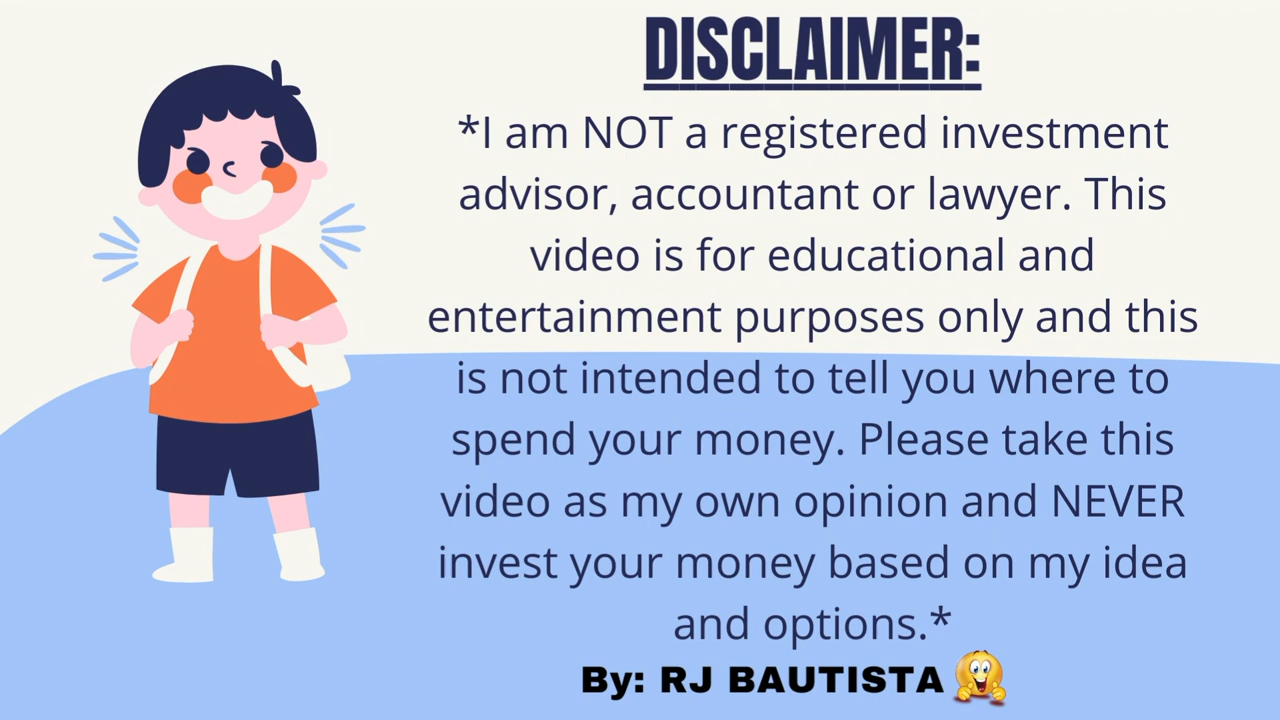 DISCLAIMER:
*I am NOT a registered investment
advisor, accountant or lawyer. This
video is for educational and
entertainment purposes only and this
is not intended to tell you where to
spend your money. Please take this
video as my own opinion and NEVER
invest your money based on my idea
and options.*
By: RJ BAUTISTA